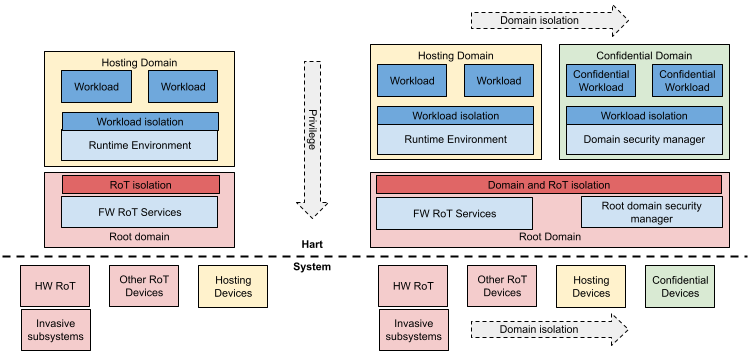 Domain isolation
Hosting Domain
Workload
Workload
Workload isolation
Runtime Environment
RoT isolation
FW RoT Services
Root domain
Privilege
Hosting Domain
Workload
Workload
Workload isolation
Runtime Environment
Confidential Domain
Confidential
Workload
Confidential
Workload
Workload isolation
Domain security manager
Domain and RoT isolation
FW RoT Services
Root domain security
manager
Root Domain
Hart
System
HW RoT
Other RoT
Devices
Hosting
Devices
Invasive
subsystems
HW RoT
Other RoT
Devices
Hosting
Devices
Confidential
Devices
Invasive
subsystems
Domain isolation